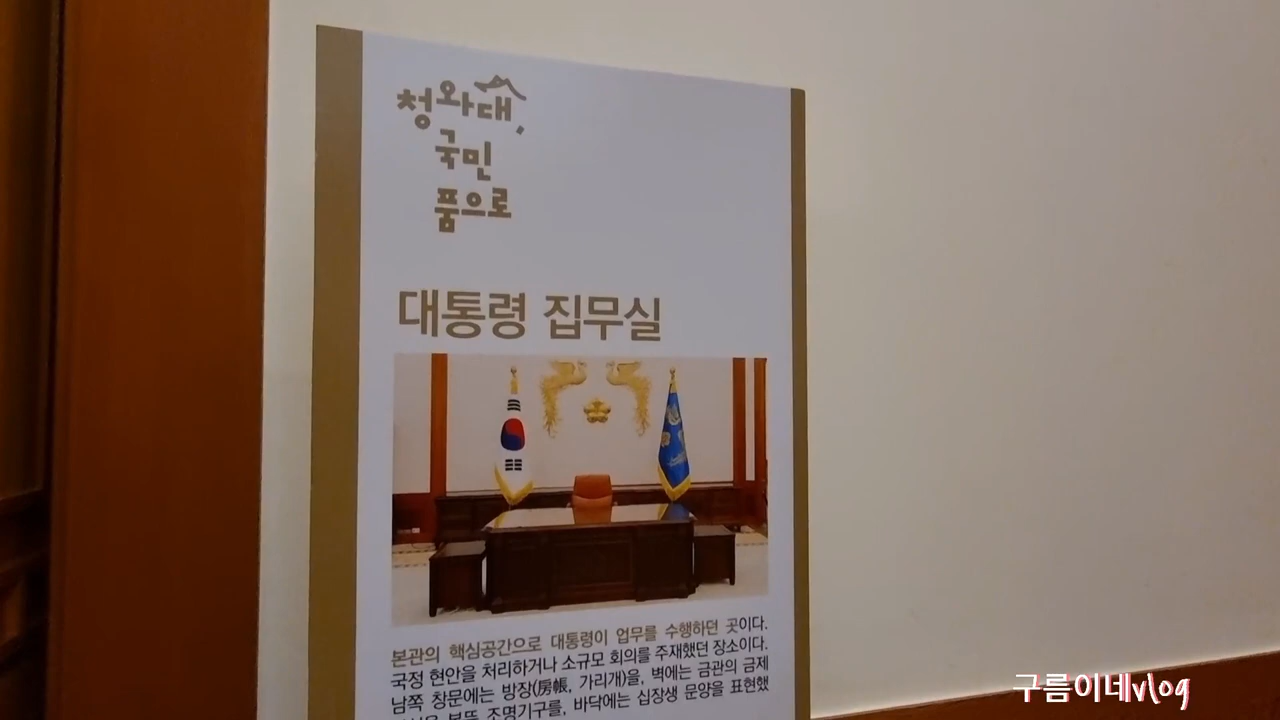 청와대,
국민
품으로
대통령 집무실
본관의 핵심공간으로 대통령이 업무를 수행하던 곳이다.
국정 현안을 처리하거나 소규모 회의를 주재했던 장소이다.
남쪽 창문에는 방장(房帳, 가리개)을, 벽에는 금관의 금제
본뜬 조명기구를, 바닥에는 십장생 문양을 표현했
구름이네vlog